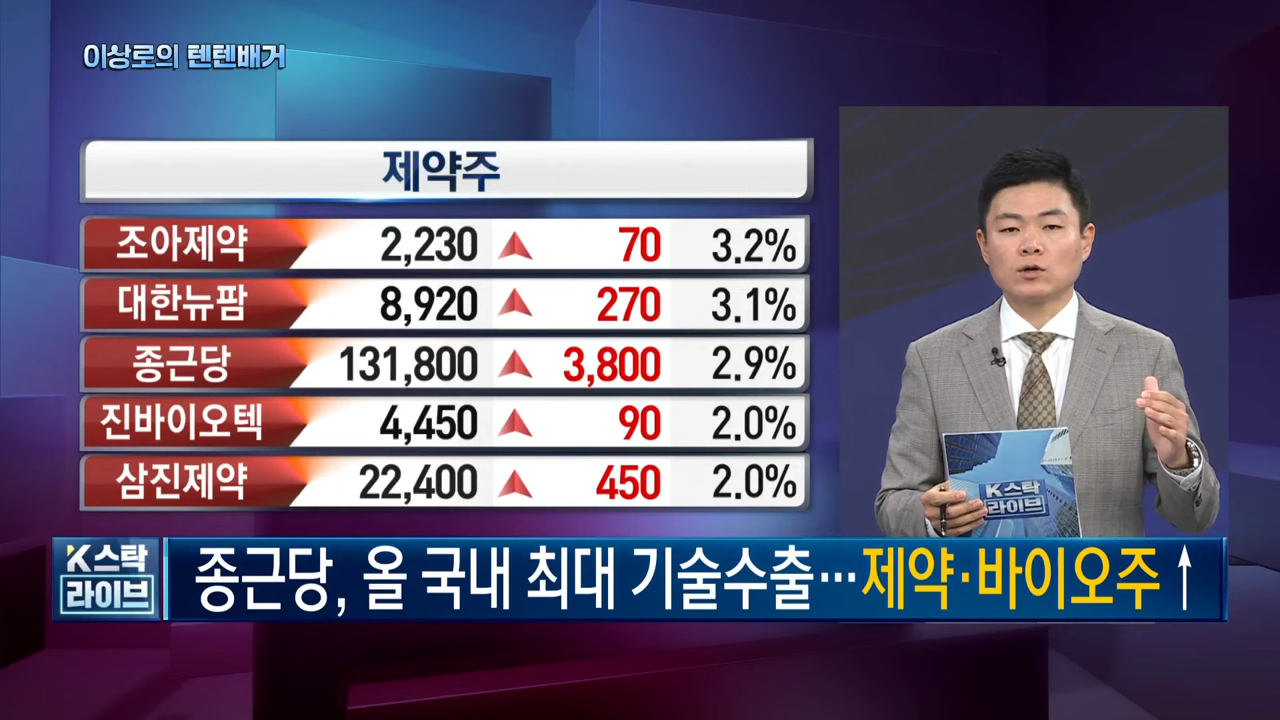 이상로의 텐텐배거
제약주
조아제약 2,230 ▲ 70 3.2%
대한뉴팜 8,920 ▲ 270 3.1%
종근당 131,800 ▲ 3,800 2.9%
진바이오텍 4,450 ▲ 90 2.0%
삼진제약 22,400 ▲ 450 2.0%
K스탁
라이브
K스탁
라이브
종근당, 올 국내 최대 기술수출…제약·바이오주↑